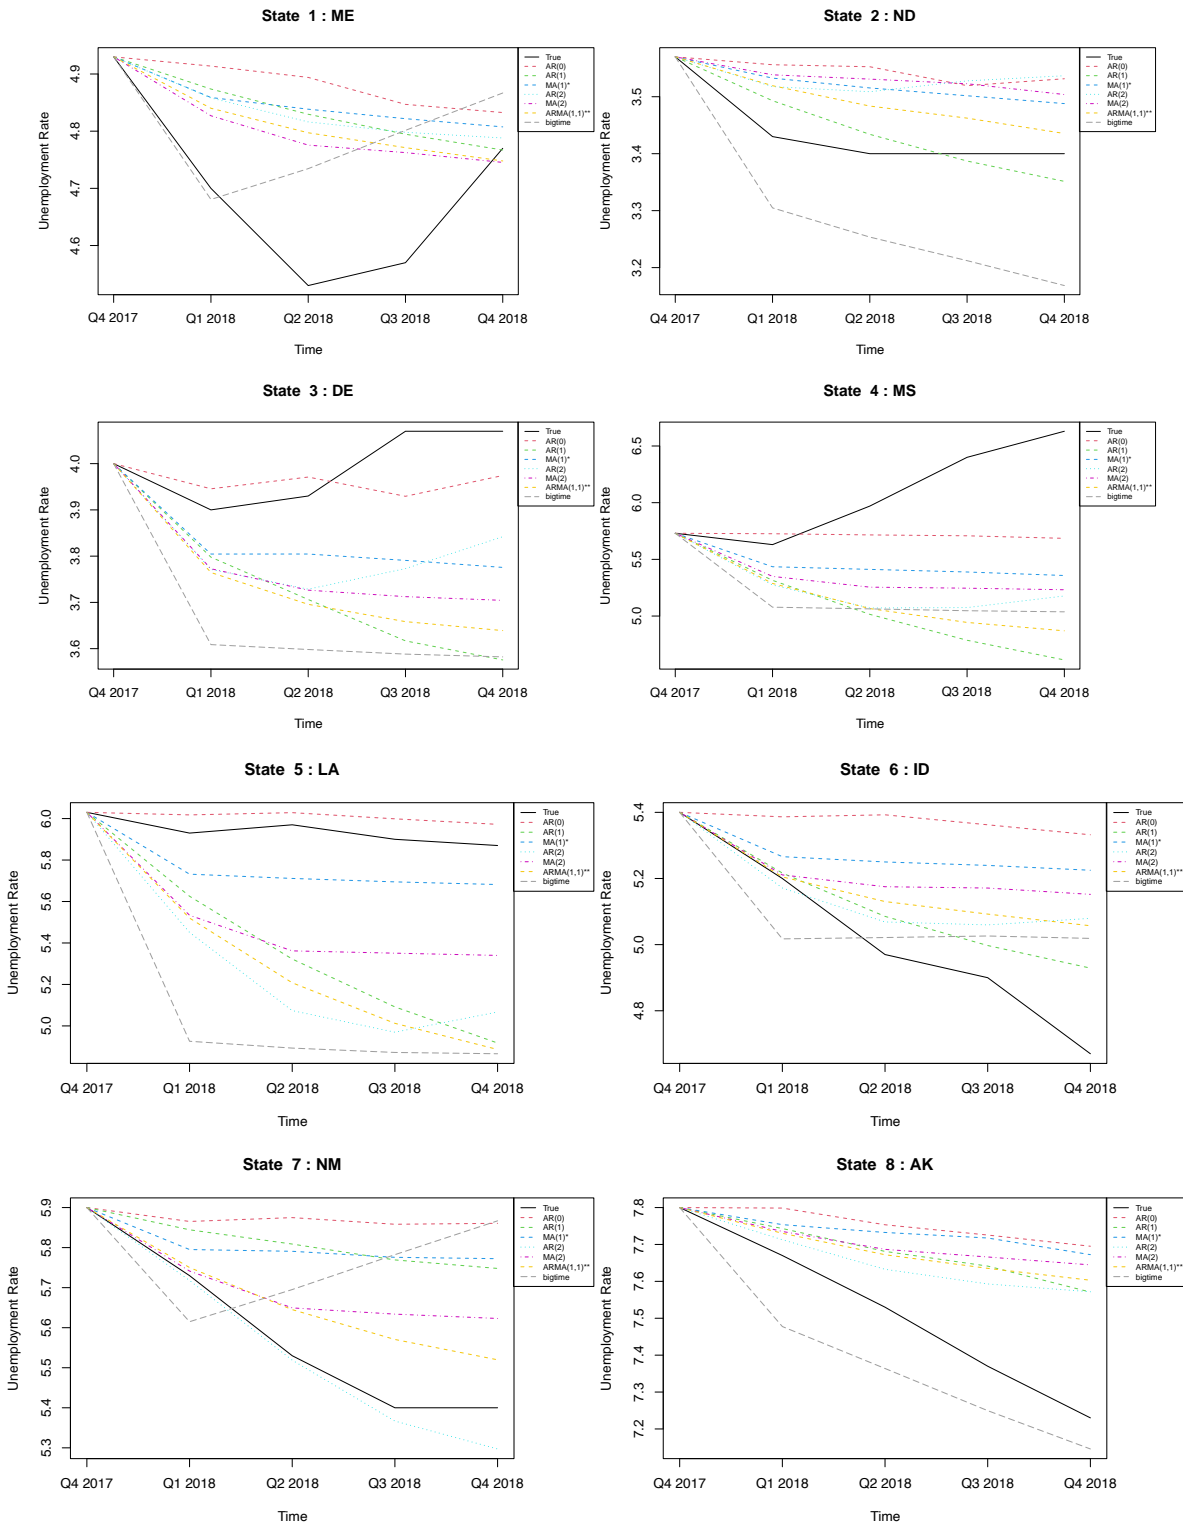 State 1 : ME
Unemployment Rate
4.6 4.7 4.8 4.9
True
AR(0)
AR(1)
MA(1)*
AR(2)
MA(2)
ARMA(1,1)**
bigtime
Q4 2017 Q1 2018 Q2 2018 Q3 2018 Q4 2018
Time
State 2 : ND
Unemployment Rate
3.2 3.3 3.4 3.5
True
AR(0)
AR(1)
MA(1)*
AR(2)
MA(2)
ARMA(1,1)**
bigtime
Q4 2017 Q1 2018 Q2 2018 Q3 2018 Q4 2018
Time
State 3 : DE
Unemployment Rate
3.6 3.7 3.8 3.9 4.0
True
AR(0)
AR(1)
MA(1)*
AR(2)
MA(2)
ARMA(1,1)**
bigtime
Q4 2017 Q1 2018 Q2 2018 Q3 2018 Q4 2018
Time
State 4 : MS
Unemployment Rate
5.0 5.5 6.0 6.5
True
AR(0)
AR(1)
MA(1)*
AR(2)
MA(2)
ARMA(1,1)**
bigtime
Q4 2017 Q1 2018 Q2 2018 Q3 2018 Q4 2018
Time
State 5 : LA
Unemployment Rate
5.0 5.2 5.4 5.6 5.8 6.0
True
AR(0)
AR(1)
MA(1)*
AR(2)
MA(2)
ARMA(1,1)**
bigtime
Q4 2017 Q1 2018 Q2 2018 Q3 2018 Q4 2018
Time
State 6 : ID
Unemployment Rate
4.8 5.0 5.2 5.4
True
AR(0)
AR(1)
MA(1)*
AR(2)
MA(2)
ARMA(1,1)**
bigtime
Q4 2017 Q1 2018 Q2 2018 Q3 2018 Q4 2018
Time
State 7 : NM
Unemployment Rate
5.3 5.4 5.5 5.6 5.7 5.8 5.9
True
AR(0)
AR(1)
MA(1)*
AR(2)
MA(2)
ARMA(1,1)**
bigtime
Q4 2017 Q1 2018 Q2 2018 Q3 2018 Q4 2018
Time
State 8 : AK
Unemployment Rate
7.2 7.3 7.4 7.5 7.6 7.7 7.8
True
AR(0)
AR(1)
MA(1)*
AR(2)
MA(2)
ARMA(1,1)**
bigtime
Q4 2017 Q1 2018 Q2 2018 Q3 2018 Q4 2018
Time